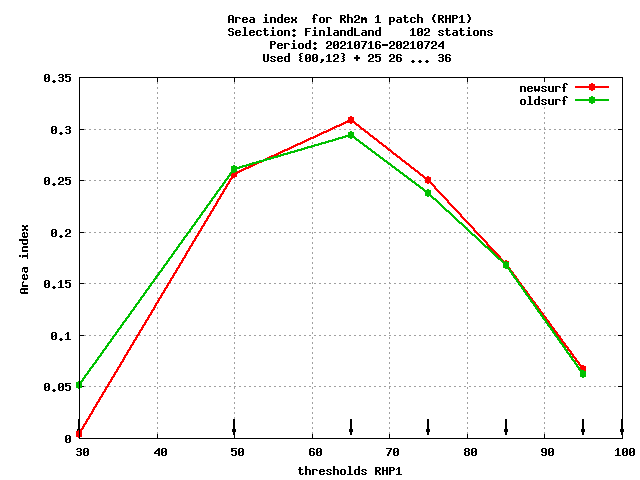 Area index  for Rh2m 1 patch (RHP1)
Selection: FinlandLand    102 stations
Period: 20210716-20210724
Used {00,12} + 25 26 ... 36
newsurf
oldsurf
0.35
0.3
0.25
0.2
0.15
0.1
0.05
0
Area index
30 40 50 60 70 80 90 100
thresholds RHP1